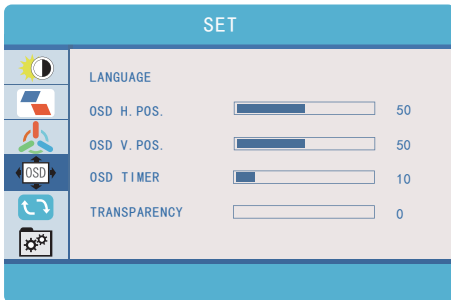 SET
LANGUAGE
OSD H. POS. 50
OSD V. POS. 50
OSD
OSD TIMER 10
TRANSPARENCY 0